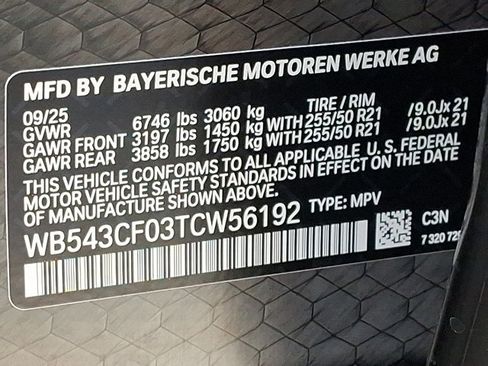 MFD BY BAYERISCHE MOTOREN WERKE AG
09/25 TIRE / RIM
GVWR 6746 lbs 3060 kg
GAWR FRONT 3197 lbs 1450 kg WITH 255/50 R21 /9.0Jx 21
GAWR REAR 3858 lbs 1750 kg WITH 255/50 R21 /9.0Jx 21
THIS VEHICLE CONFORMS TO ALL APPLICABLE U.S. FEDERAL
MOTOR VEHICLE SAFETY STANDARDS IN EFFECT ON THE DATE
OF MANUFACTURE SHOWN ABOVE.
WB543CF03TCW56192 TYPE: MPV
C3N
7 320 725